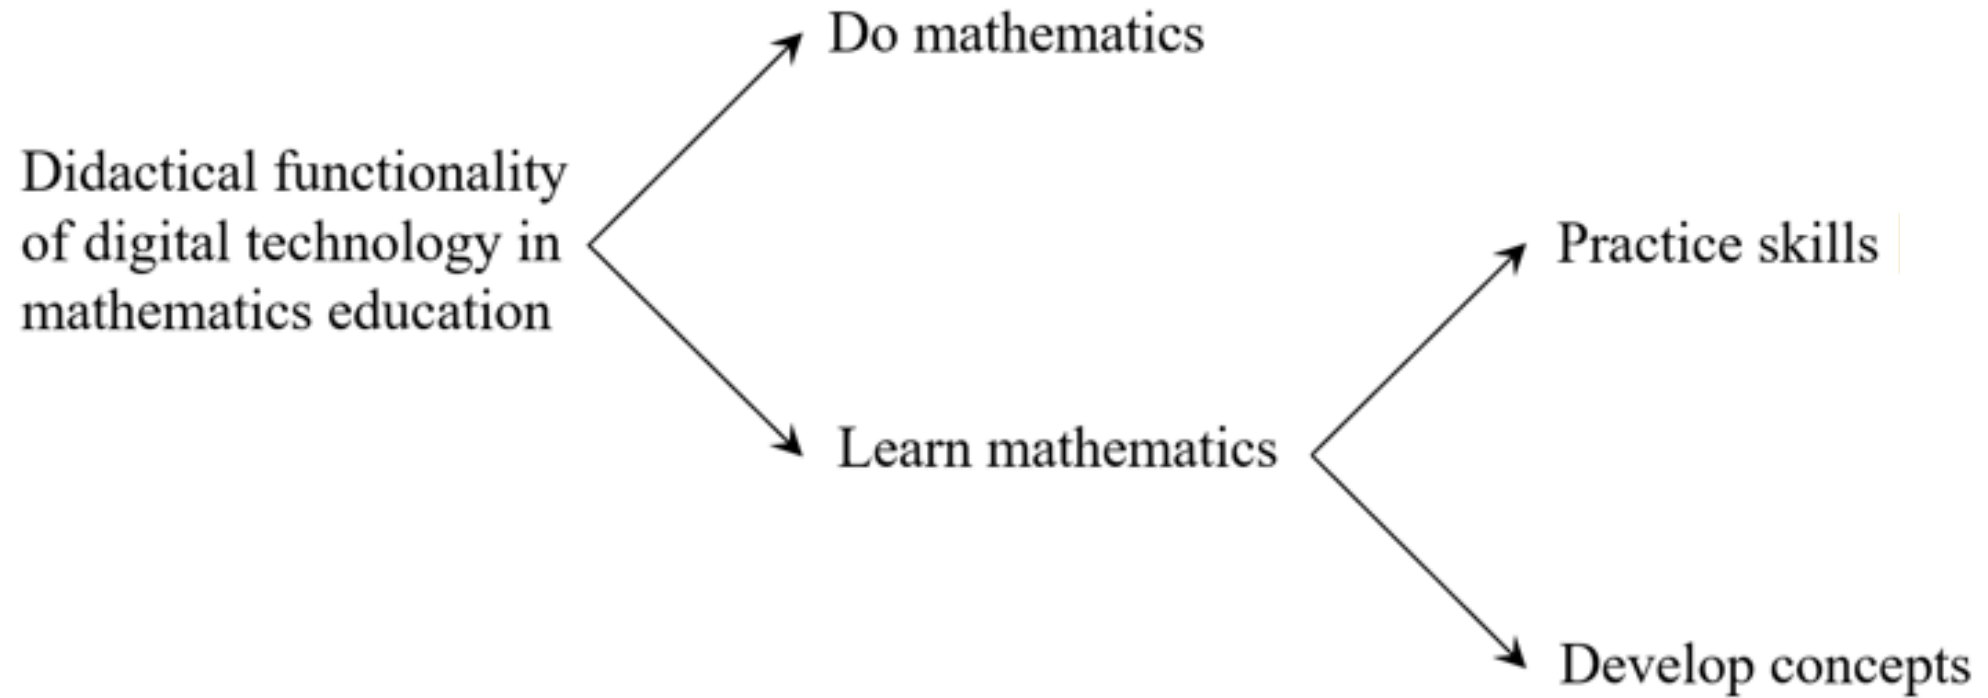 Do mathematics
Didactical functionality
of digital technology in
mathematics education
Practice skills
Learn mathematics
Develop concepts